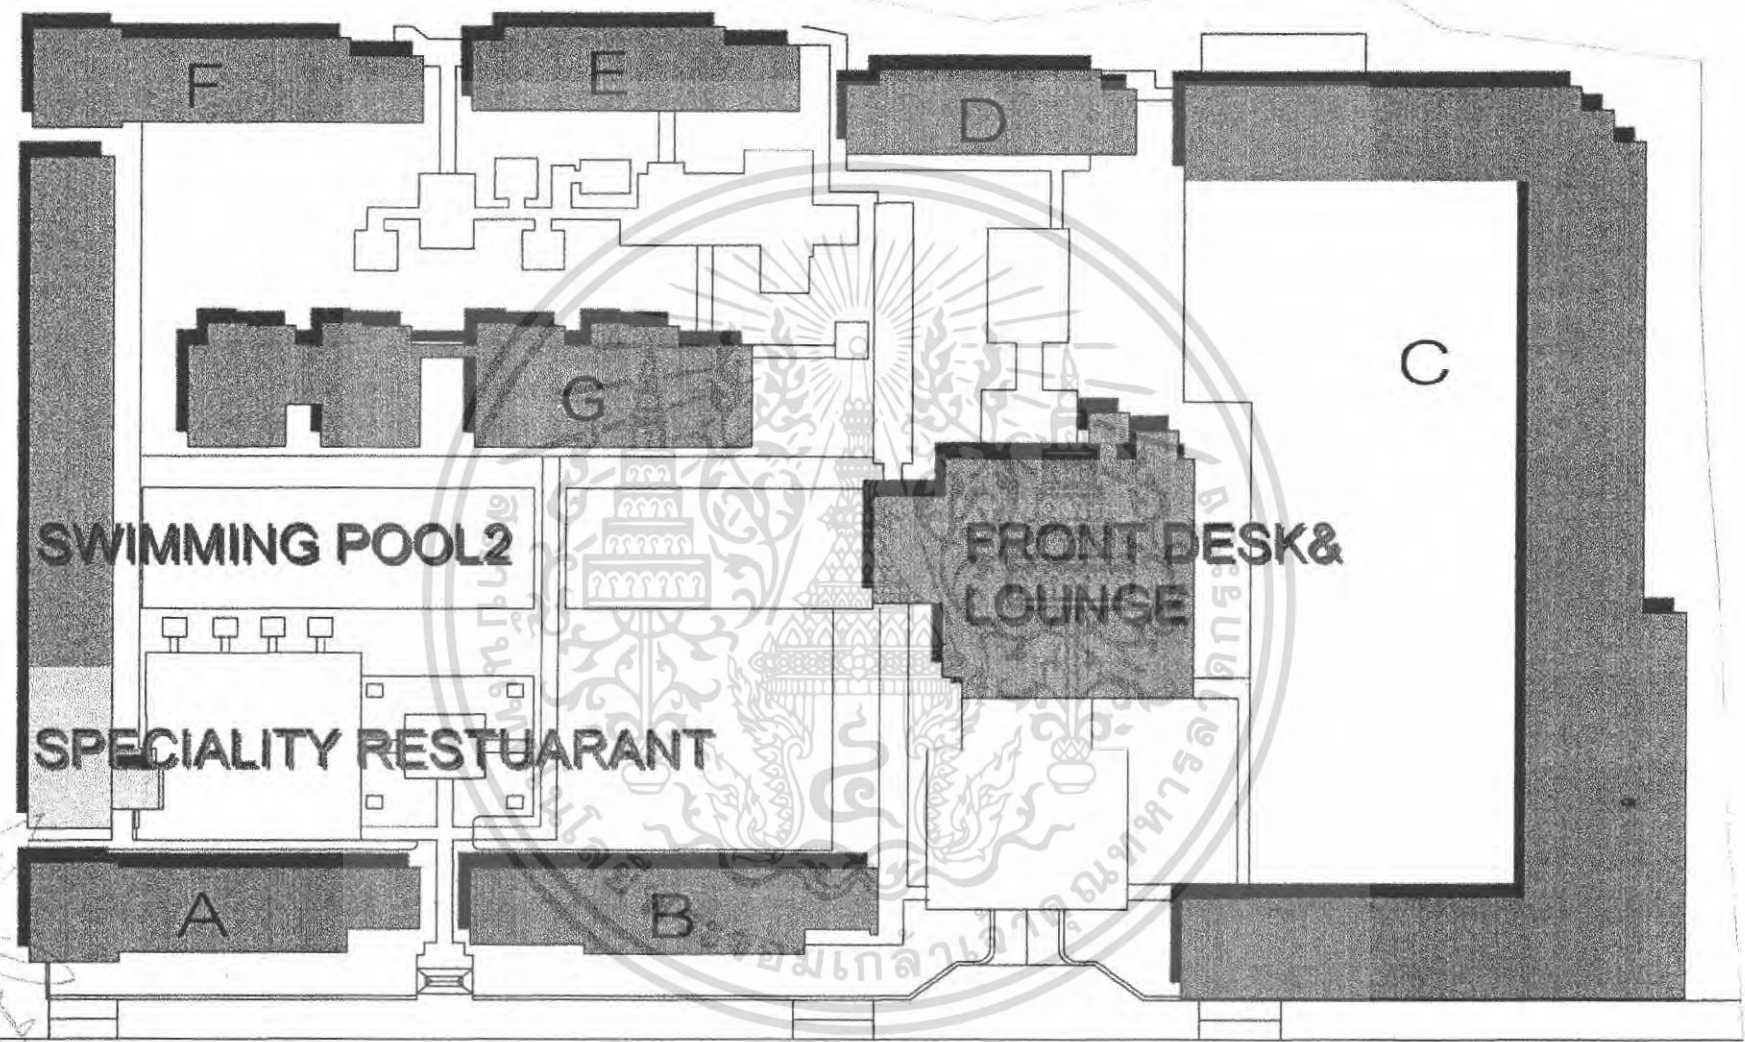 F
E
D
C
G
SWIMMING POOL2
FRONT DESK&
LOUNGE
SPECIALITY RESTUARANT
A
B